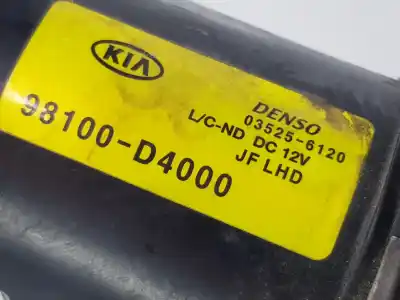 KIA
98100-D4000
DENSO
03525-6120
L/C-ND DC 12V
JF LHD